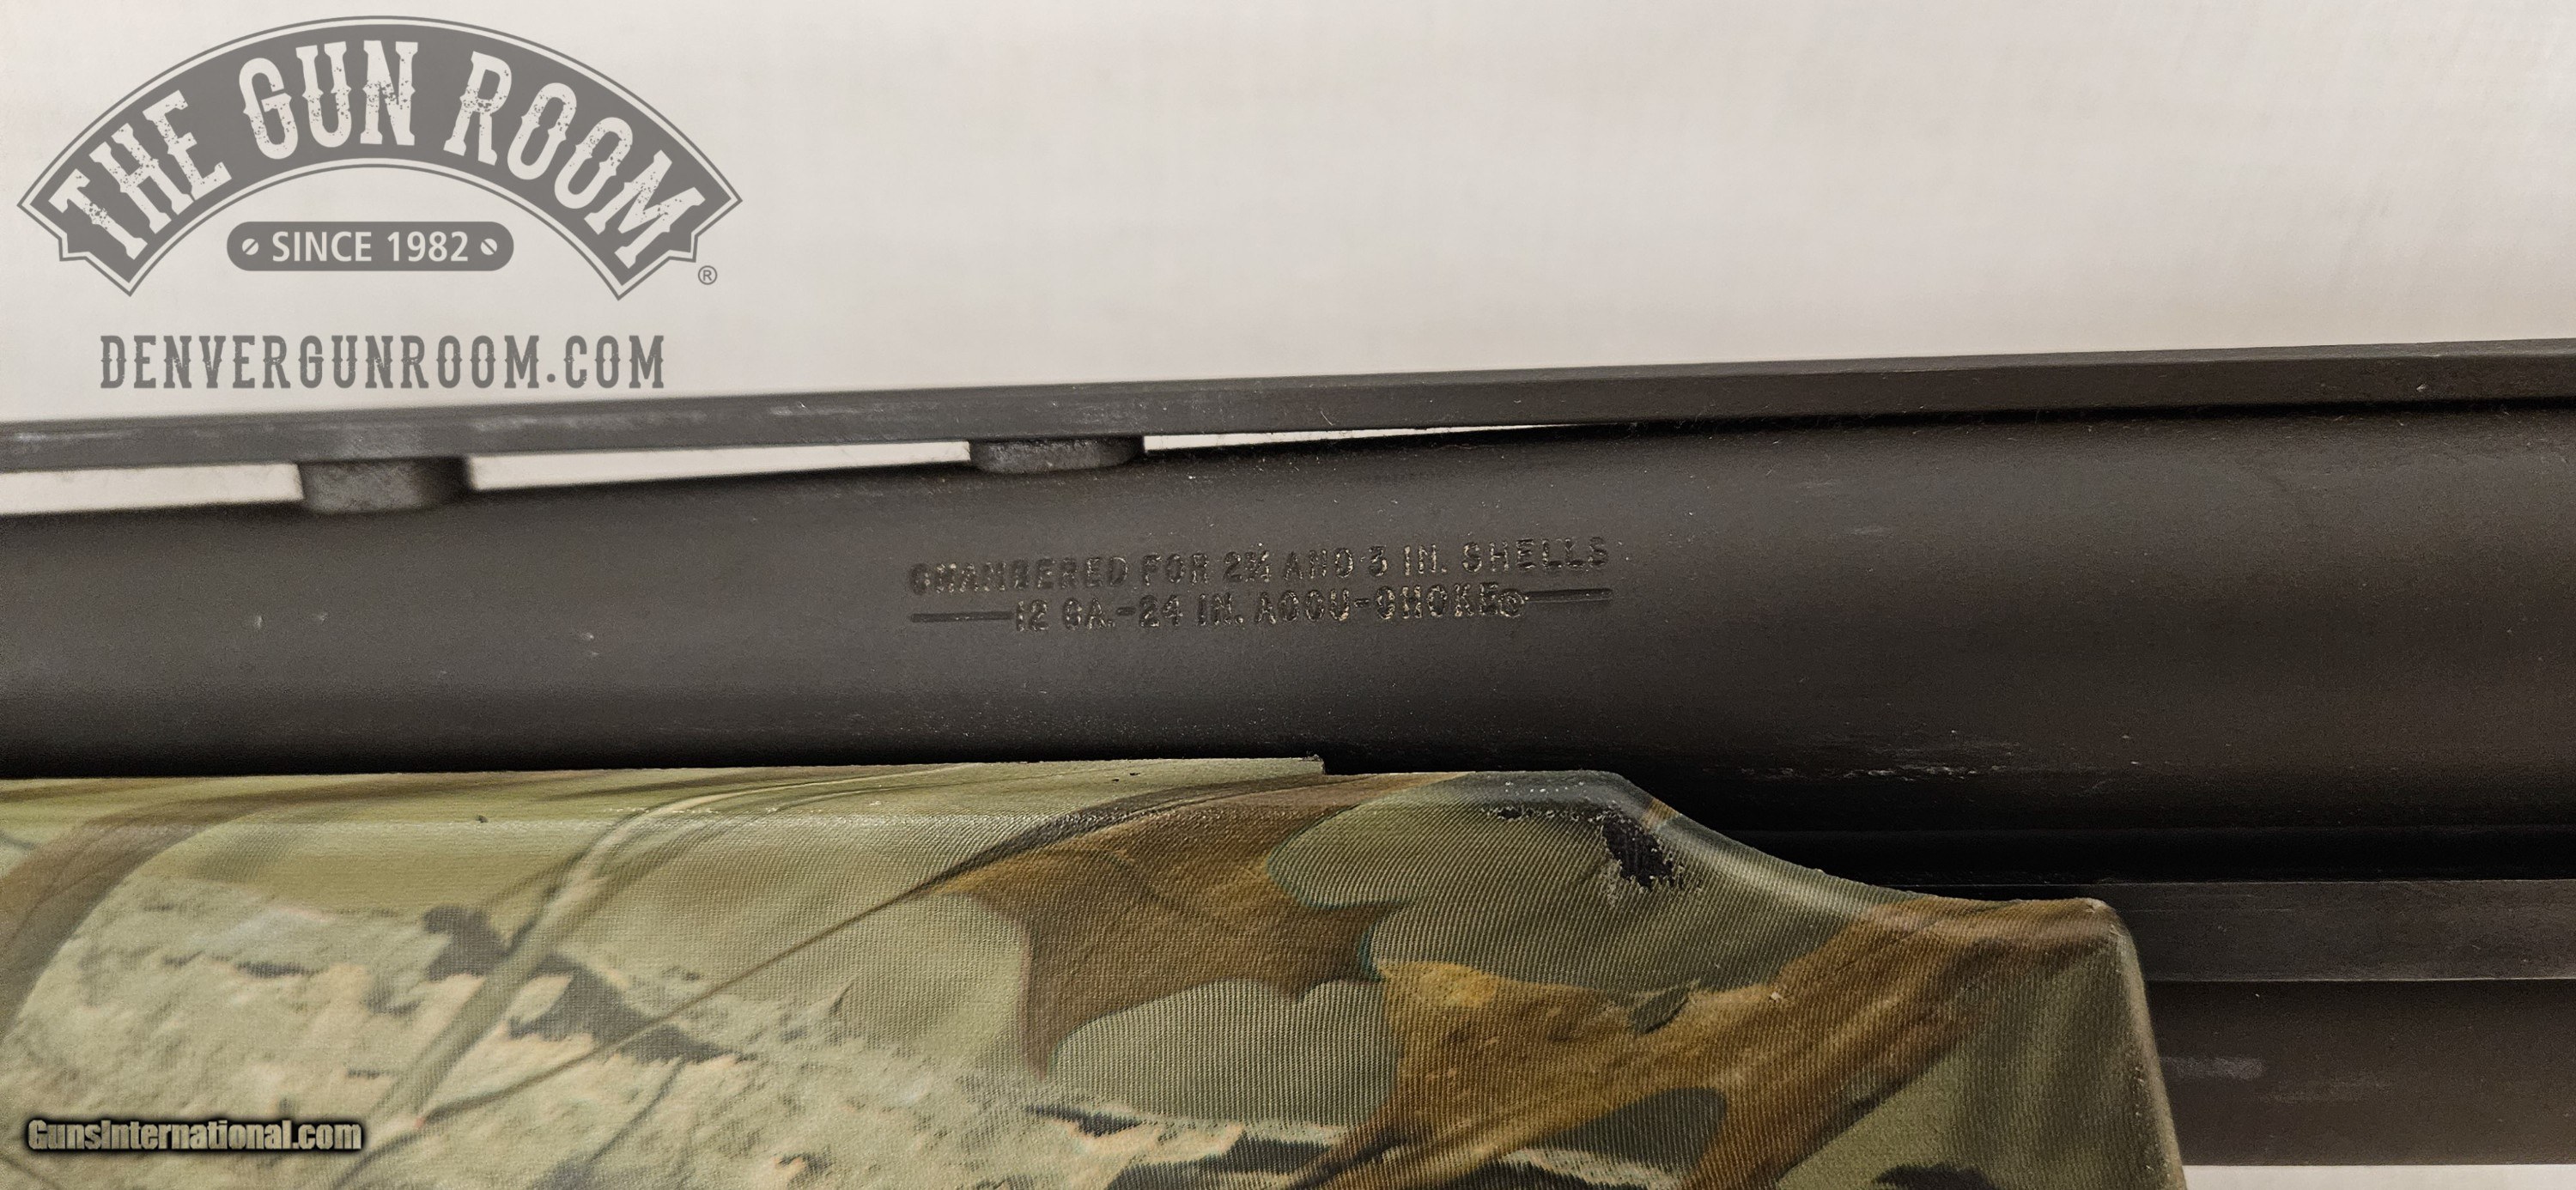 THE GUN ROOM
SINCE 1982
®
DENVERGUNROOM.COM
CHAMBERED FOR 2¾ AND 3 IN. SHELLS
12 GA.-24 IN. ACCU-CHOKE®
GunsInternational.com